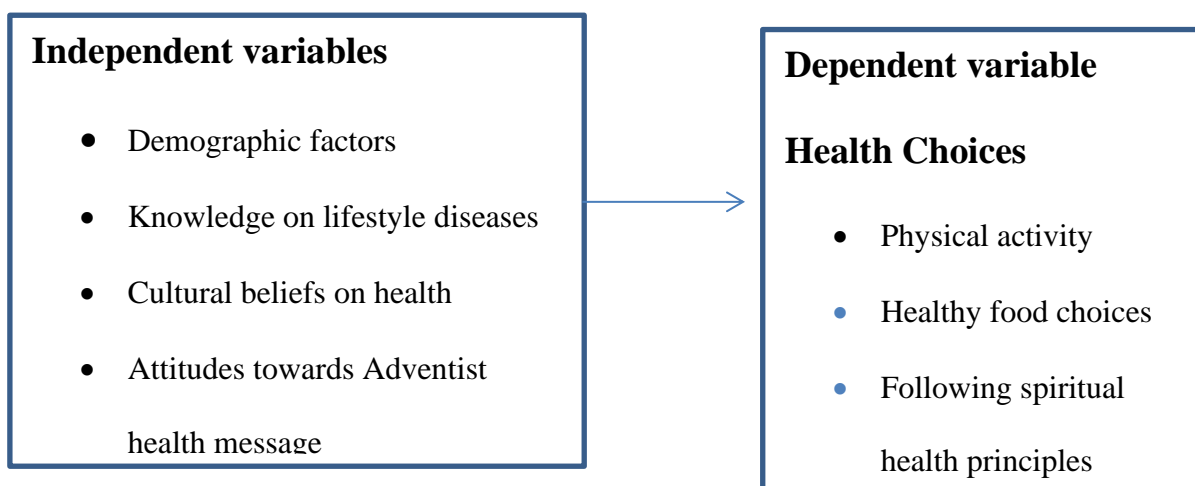 Independent variables
• Demographic factors
• Knowledge on lifestyle diseases
• Cultural beliefs on health
• Attitudes towards Adventist
health message
Dependent variable
Health Choices
• Physical activity
• Healthy food choices
• Following spiritual
health principles